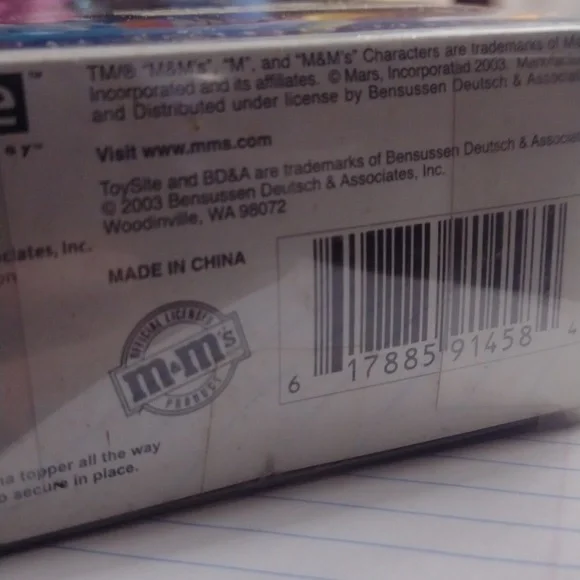 e™
TM/® "M&M's", "M", and "M&M's" Characters are trademarks of
Incorporated and its affiliates. © Mars, Incorporated 2003.
and Distributed under license by Bensussen Deutsch &
Visit www.mms.com
ToySite and BD&A are trademarks of Bensussen Deutsch &
© 2003 Bensussen Deutsch & Associates, Inc.
Woodinville, WA 98072
ciates, Inc.
MADE IN CHINA
OFFICIAL LICENSED
m&m's
PRODUCT
6 17885 91458 4
topper all the way
secure in place.